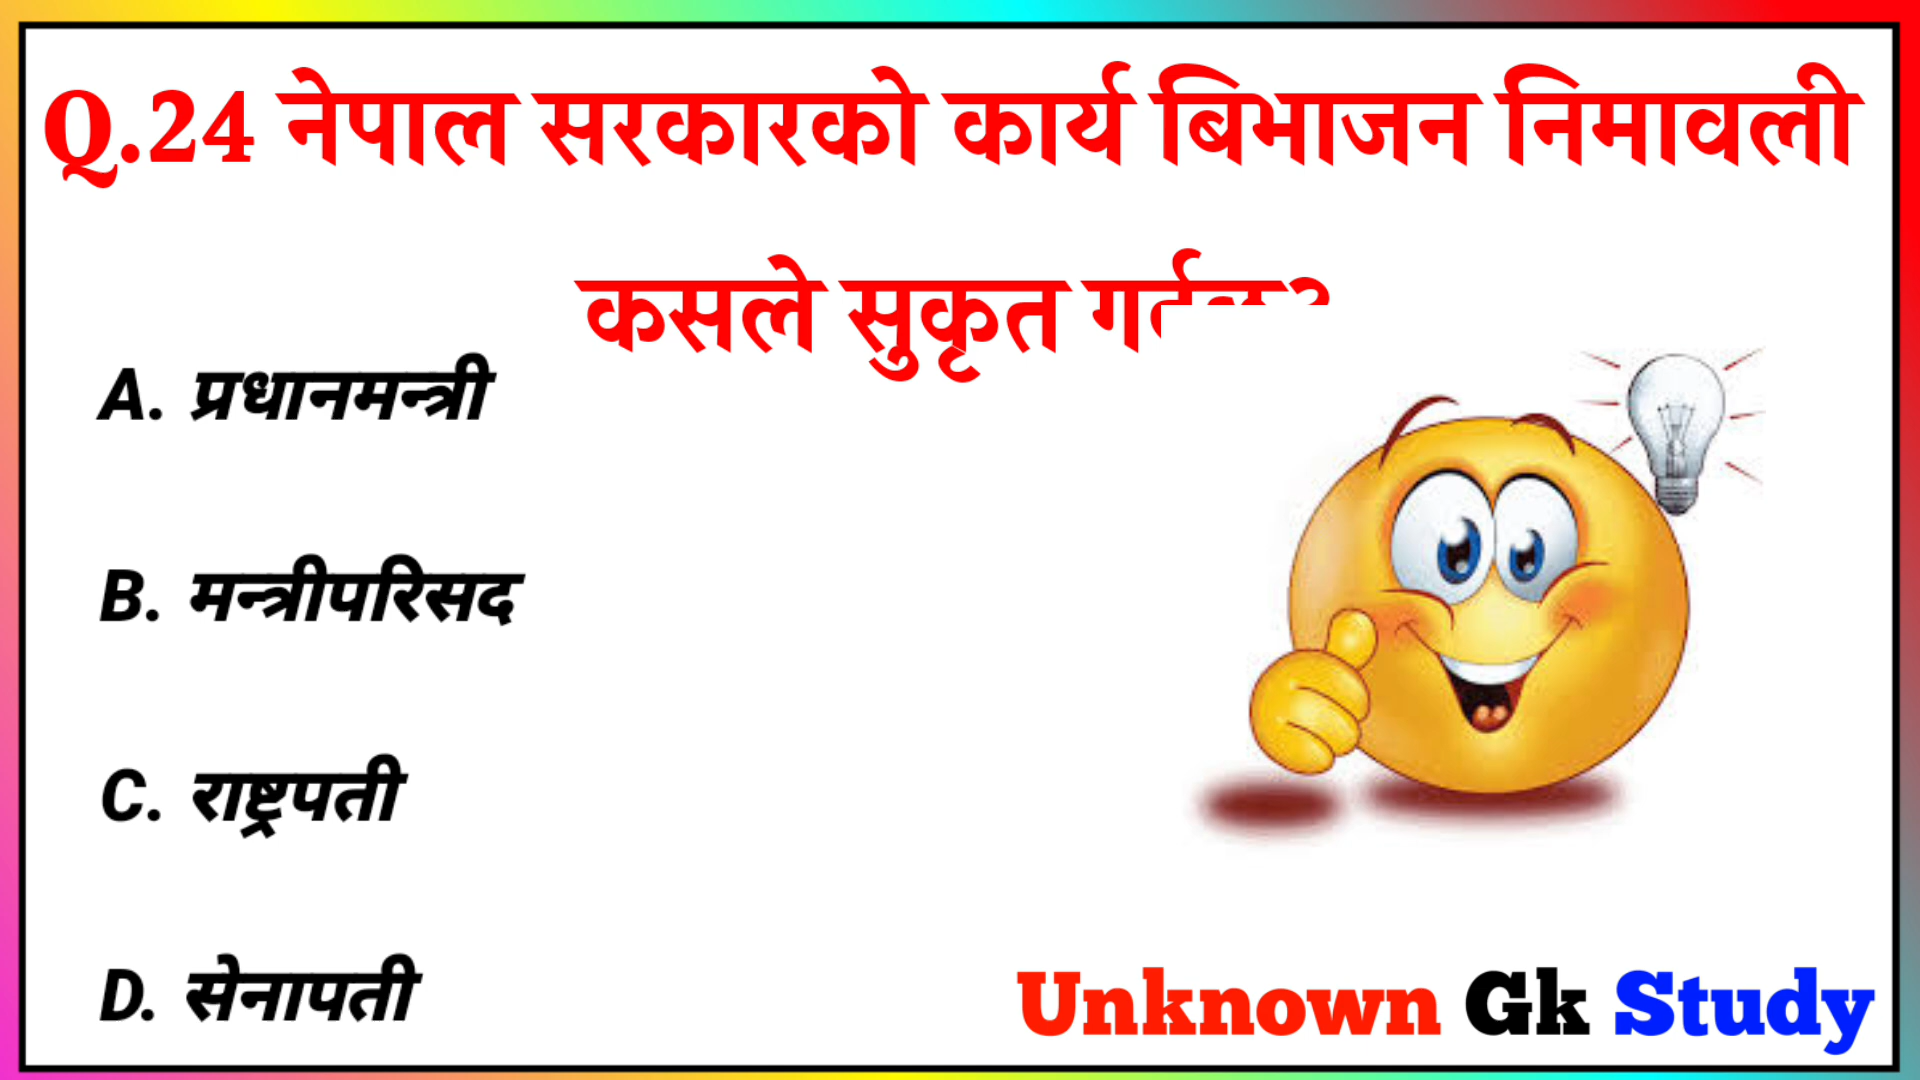 Q.24 नेपाल सरकारको कार्य बिभाजन निमावली
कसले सुकृत
A. प्रधानमन्त्री
B. मन्त्रीपरिसद
C. राष्ट्रपती
D. सेनापती
Unknown Gk Study